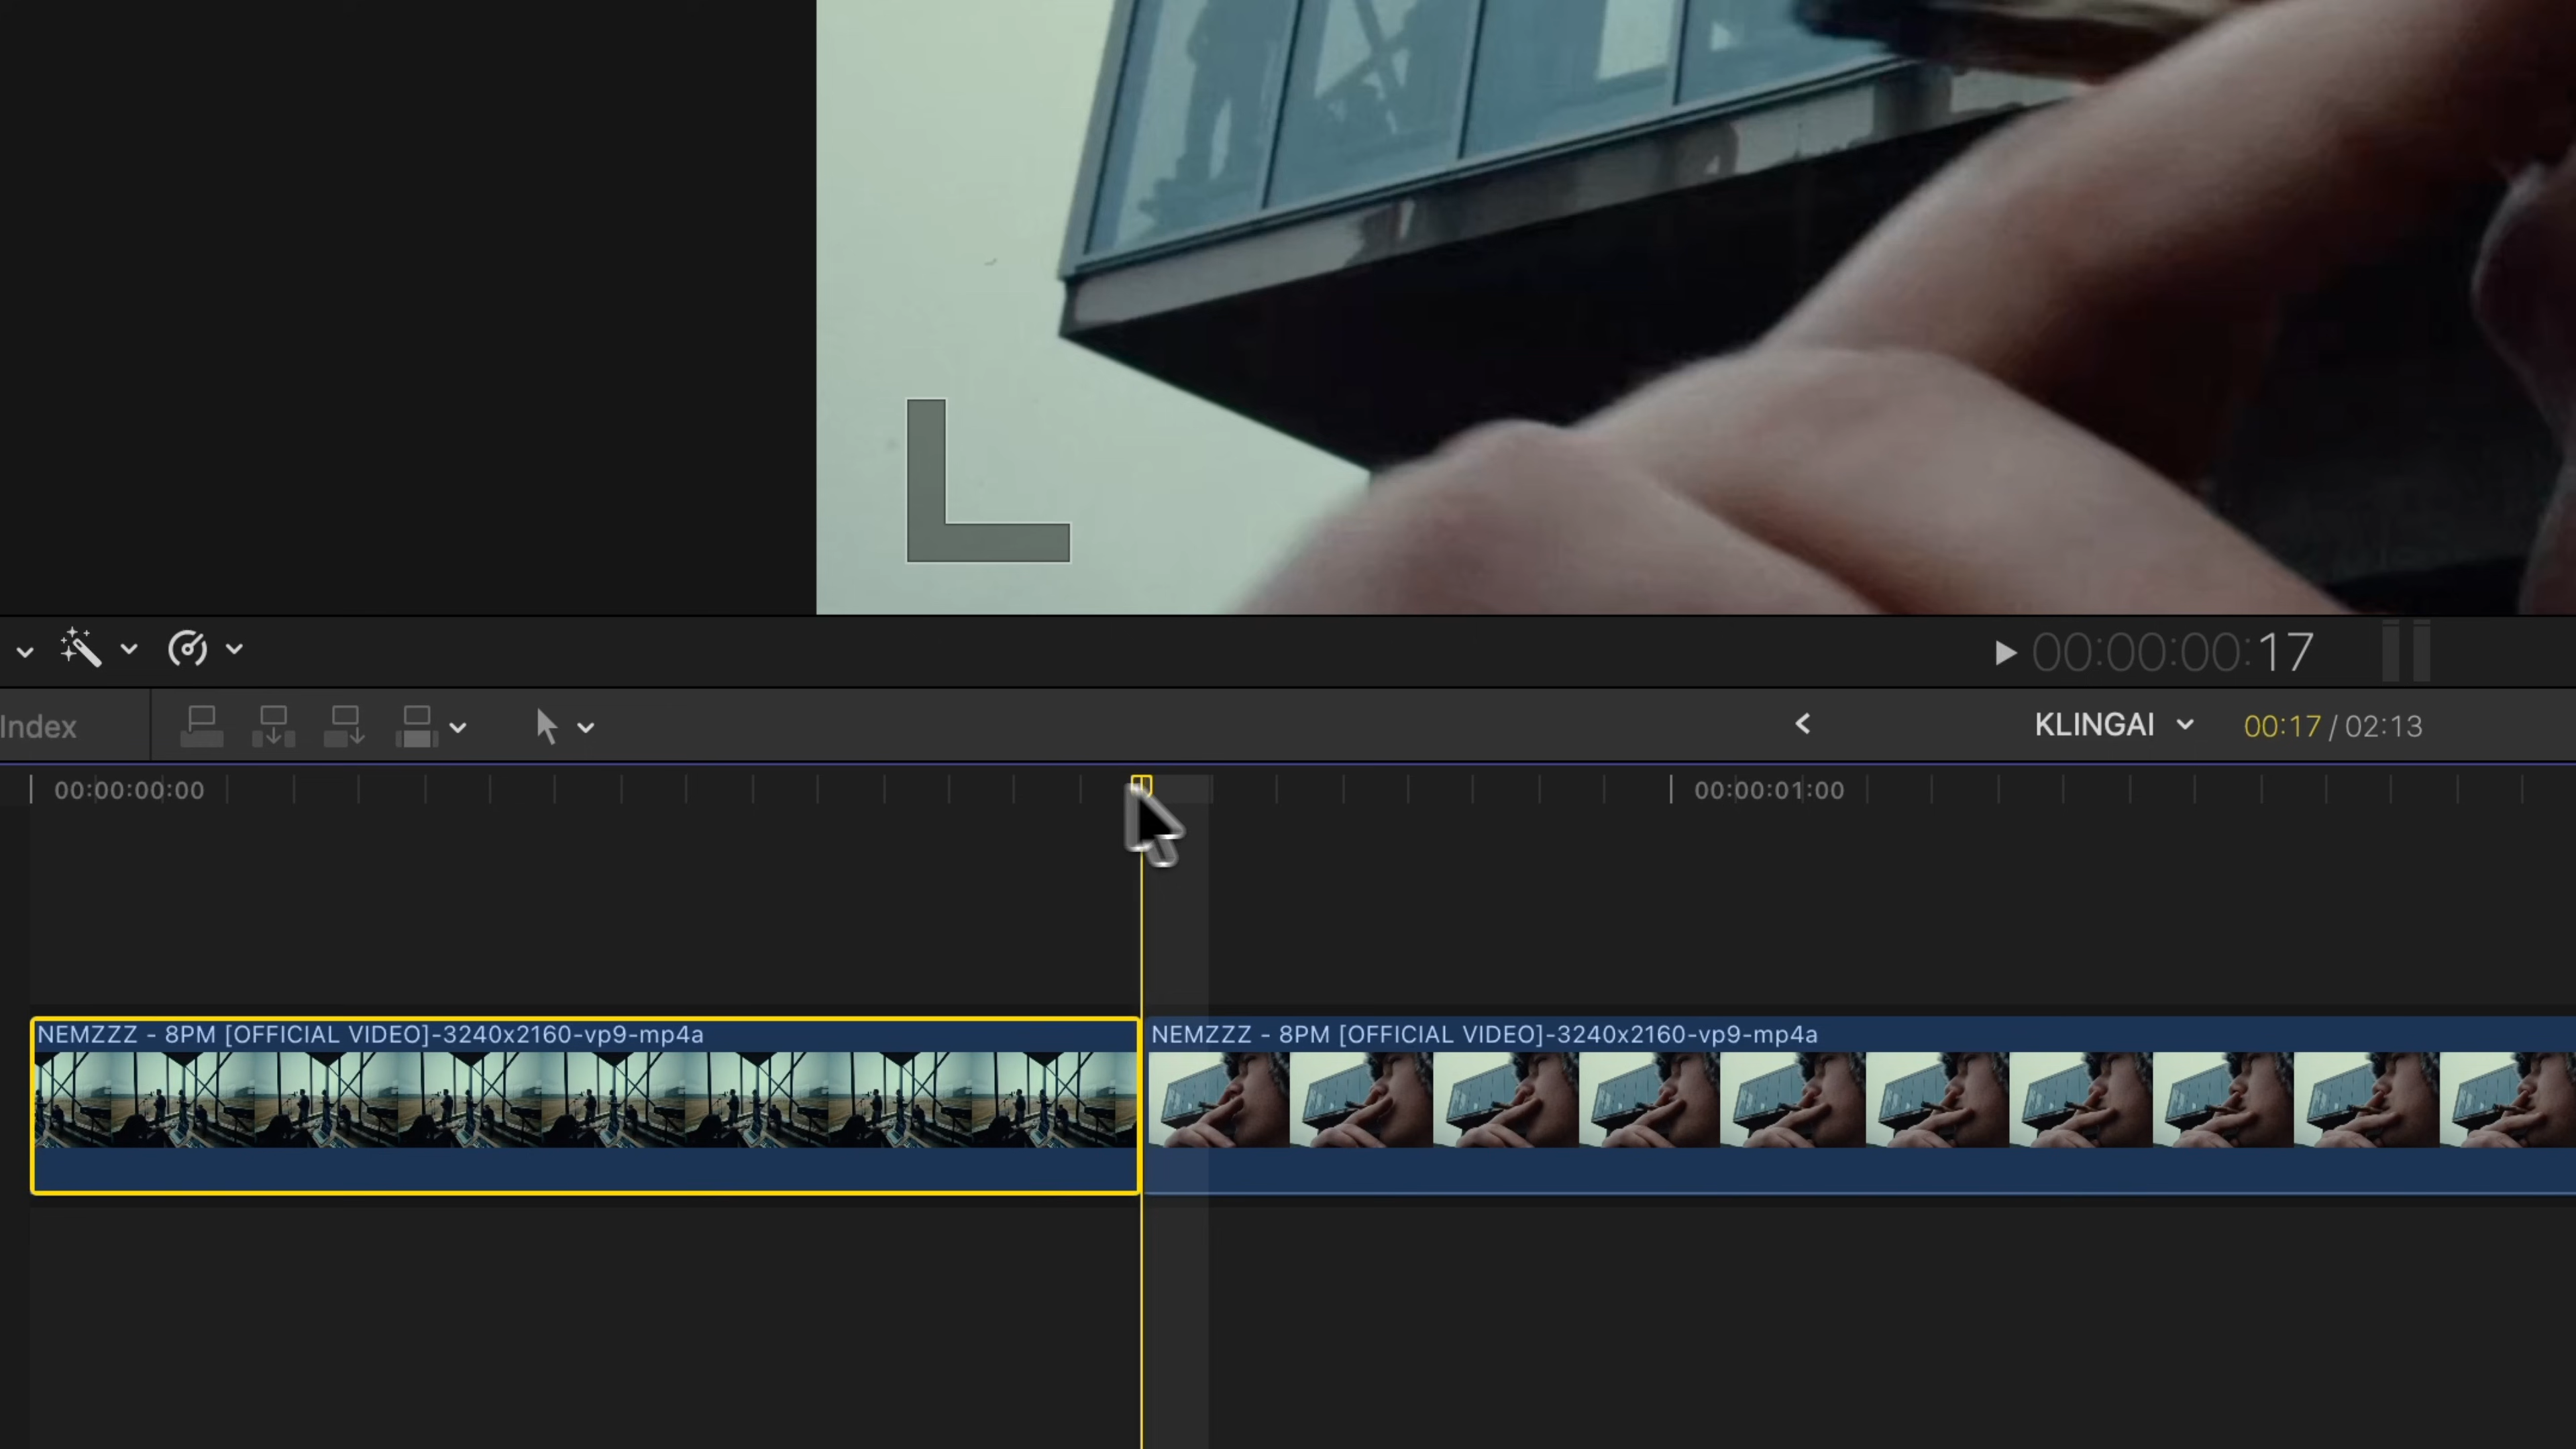 00:00:00:17
Index
KLINGAI
00:17 / 02:13
00:00:00:00
00:00:01:00
NEMZZZ - 8PM [OFFICIAL VIDEO]-3240x2160-vp9-mp4a
NEMZZZ - 8PM [OFFICIAL VIDEO]-3240x2160-vp9-mp4a